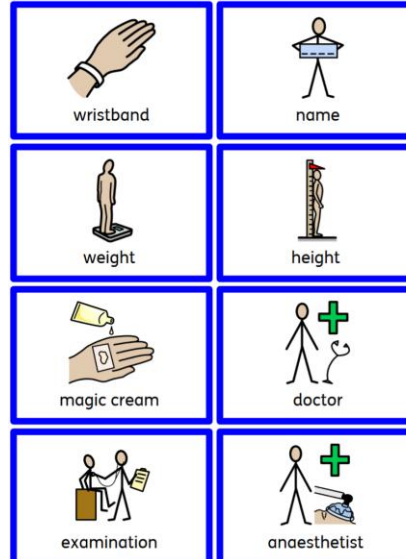 wristband
name
weight
height
magic cream
doctor
examination
anaesthetist